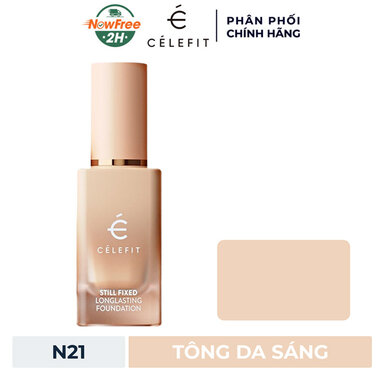 NowFree
2H
É
CÉLEFIT
PHÂN PHỐI
CHÍNH HÃNG
É
CÉLEFIT
STILL FIXED
LONGLASTING
FOUNDATION
N21
TÔNG DA SÁNG